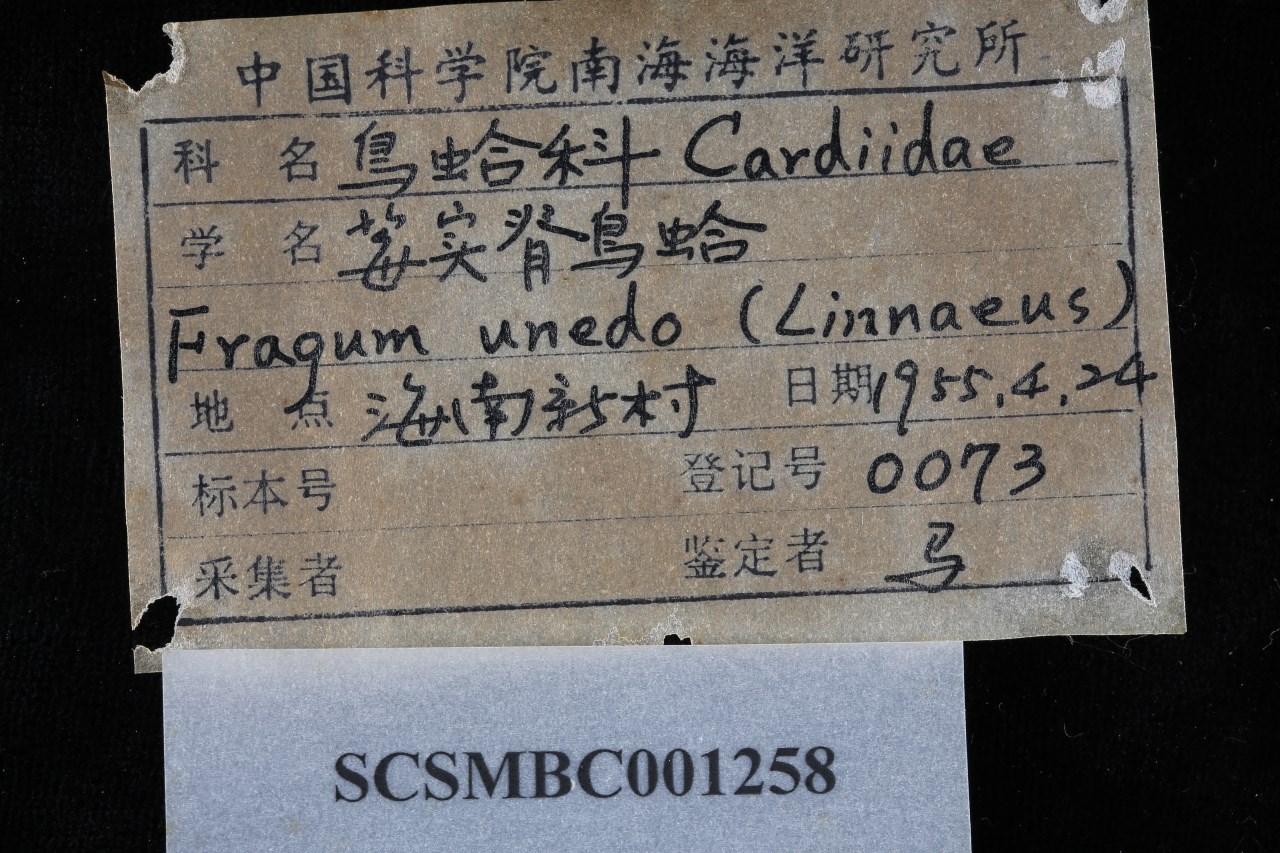 中国科学院南海海洋研究所
科 名 鸟蛤科 Cardiidae
学 名 莓实脊鸟蛤
Fragum unedo (Linnaeus)
地 点 海南新村 日期 1955.4.24
标本号 登记号 0073
采集者 鉴定者 马
SCSMBC001258